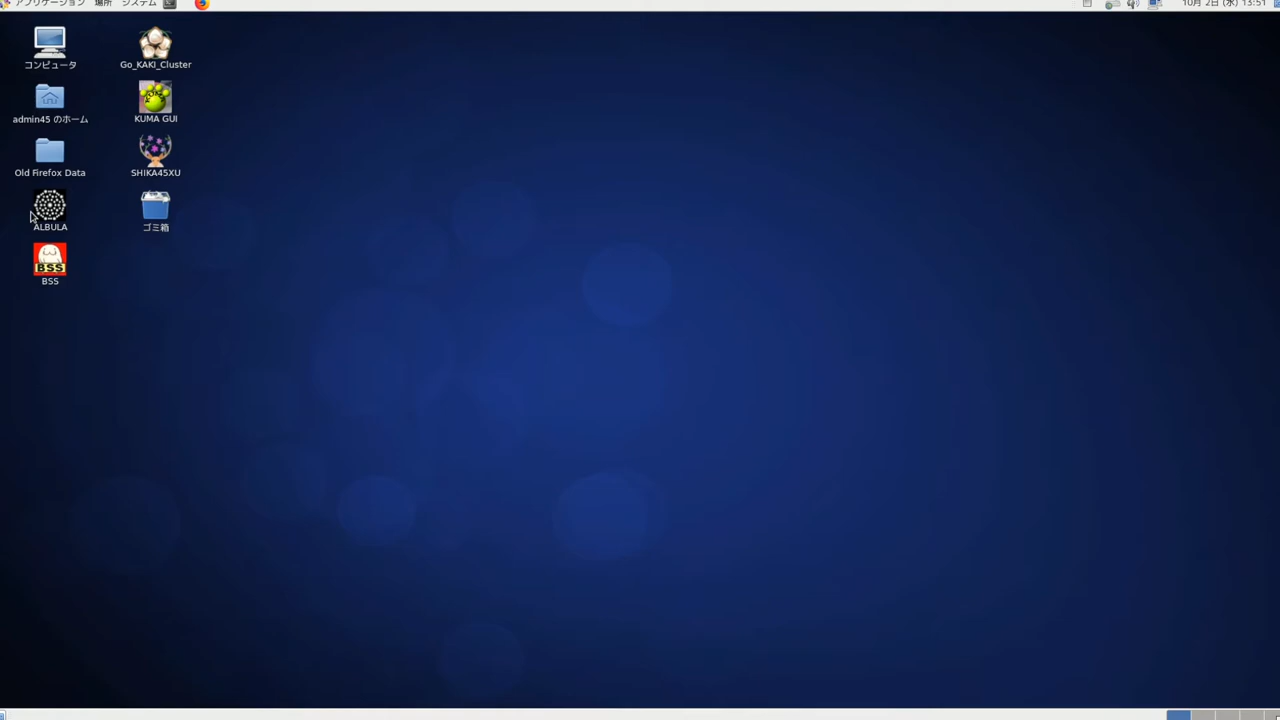 アプリケーション 場所 システム
10月 2日 (水) 13:51
コンピュータ
Go_KAKI_Cluster
admin45 のホーム
KUMA GUI
Old Firefox Data
SHIKA45XU
ALBULA
ゴミ箱
BSS
BSS